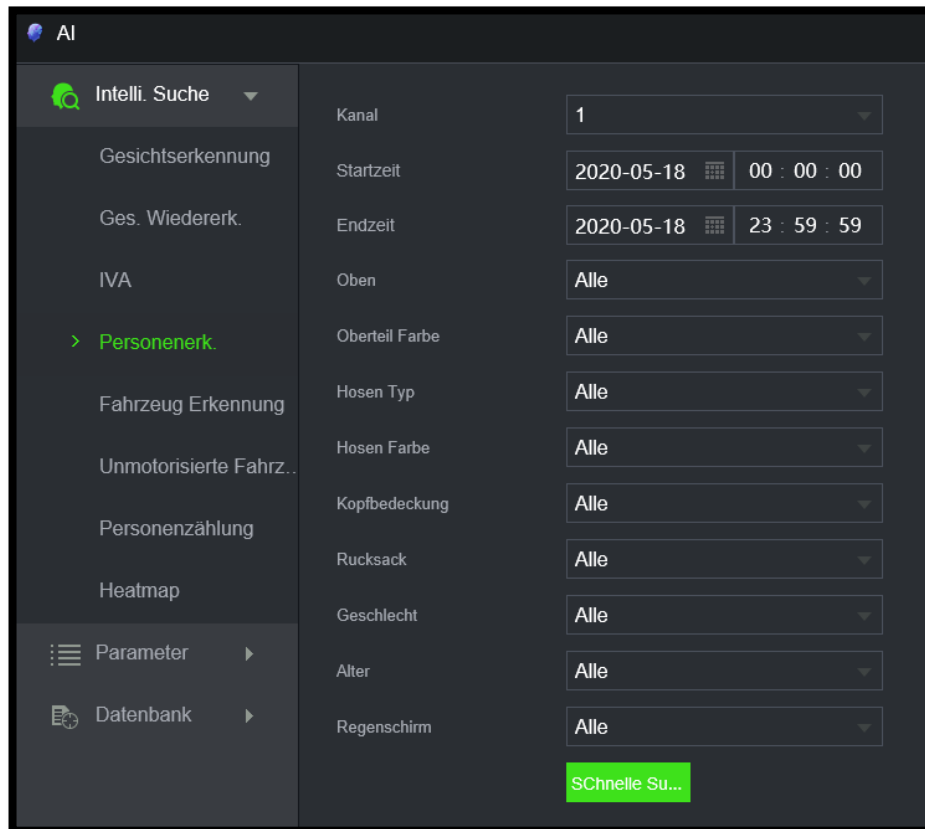 AI
Intelli. Suche
Gesichtserkennung
Ges. Wiedererk.
IVA
> Personenerk.
Fahrzeug Erkennung
Unmotorisierte Fahrz..
Personenzählung
Heatmap
Parameter
Datenbank
Kanal 1
Startzeit 2020-05-18 00 : 00 : 00
Endzeit 2020-05-18 23 : 59 : 59
Oben Alle
Oberteil Farbe Alle
Hosen Typ Alle
Hosen Farbe Alle
Kopfbedeckung Alle
Rucksack Alle
Geschlecht Alle
Alter Alle
Regenschirm Alle
SChnelle Su...